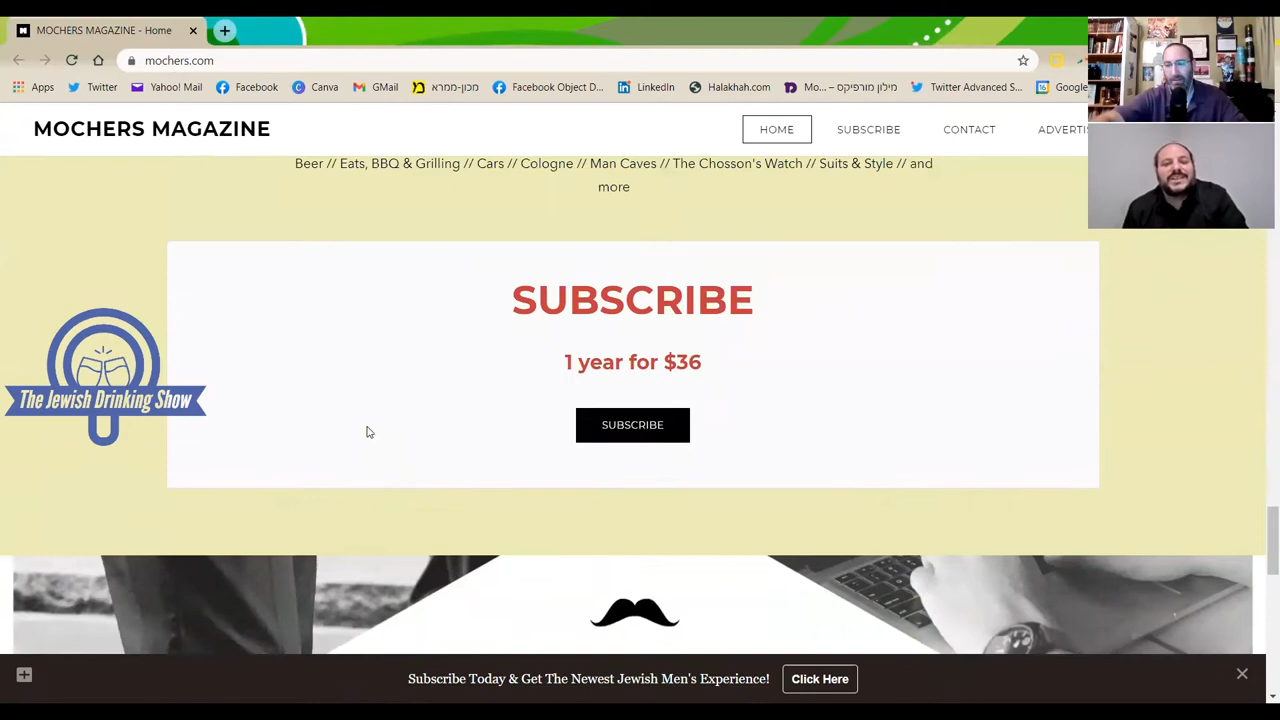 MOCHERS MAGAZINE - Home
mochers.com
Apps Twitter Yahoo! Mail Facebook Canva GMail מכון-ממרא Facebook Object D... LinkedIn Halakhah.com Mo... – מילון מורפיקס Twitter Advanced S... Google
MOCHERS MAGAZINE
HOME SUBSCRIBE CONTACT ADVERTIS
Beer // Eats, BBQ & Grilling // Cars // Cologne // Man Caves // The Chosson's Watch // Suits & Style // and
more
SUBSCRIBE
1 year for $36
SUBSCRIBE
The Jewish Drinking Show
Subscribe Today & Get The Newest Jewish Men's Experience! Click Here